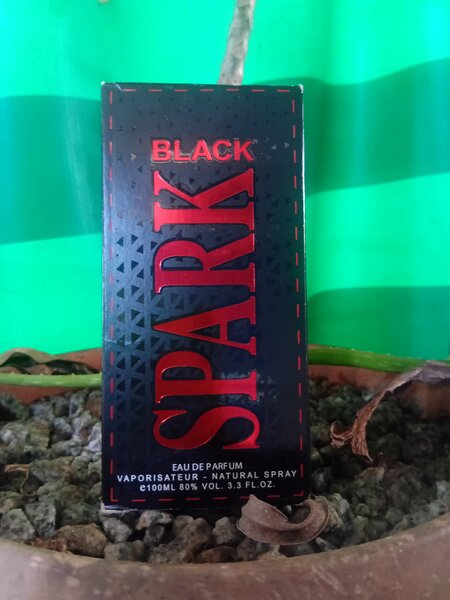 BLACK
SPARK
EAU DE PARFUM
VAPORISATEUR - NATURAL SPRAY
℮100ML 80% VOL. 3.3 FL.OZ.